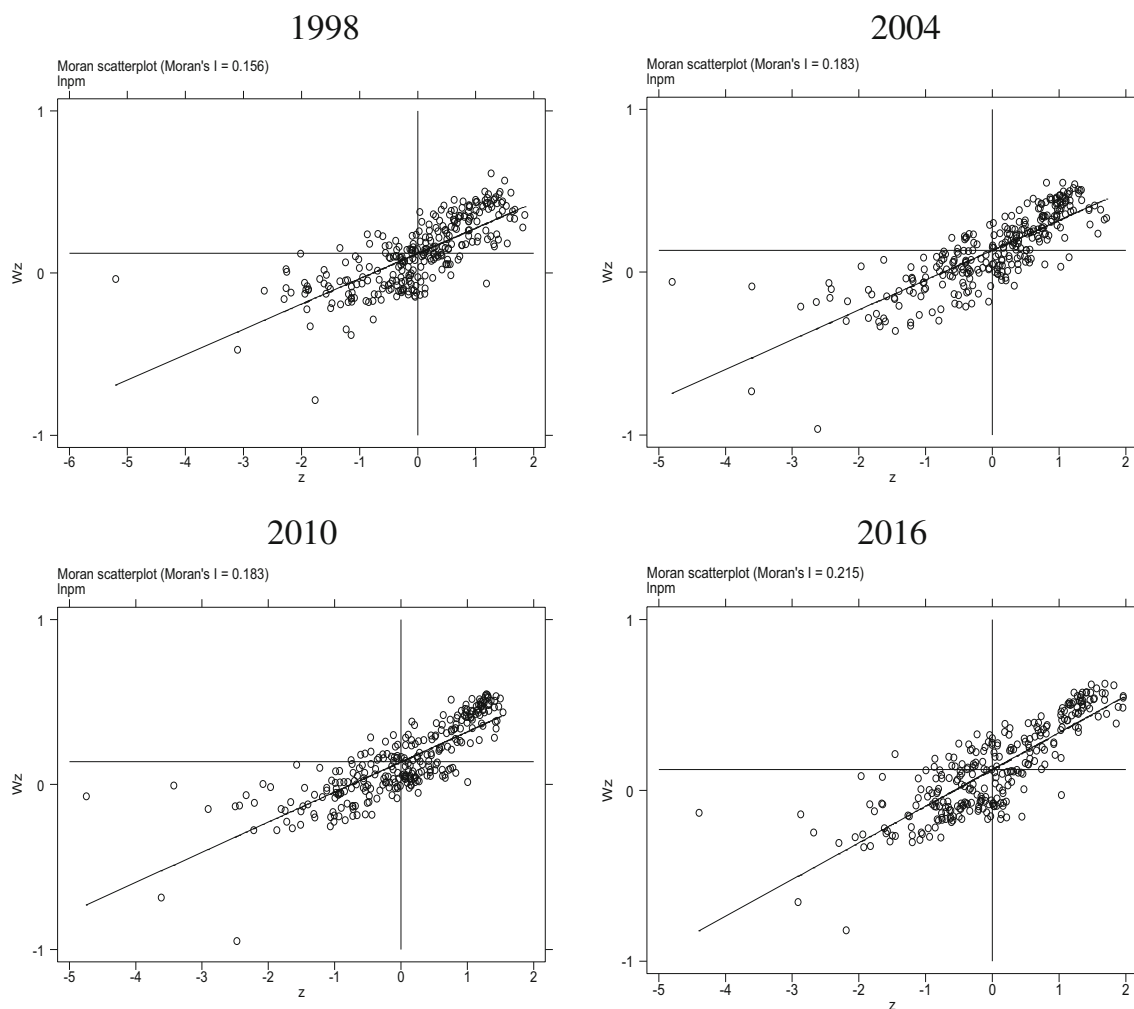 1998
Moran scatterplot (Moran's I = 0.156)
lnpm
1
0
-1
Wz
-6 -5 -4 -3 -2 -1 0 1 2
z
2004
Moran scatterplot (Moran's I = 0.183)
lnpm
1
0
-1
Wz
-5 -4 -3 -2 -1 0 1 2
z
2010
Moran scatterplot (Moran's I = 0.183)
lnpm
1
0
-1
Wz
-5 -4 -3 -2 -1 0 1 2
z
2016
Moran scatterplot (Moran's I = 0.215)
lnpm
1
0
-1
Wz
-5 -4 -3 -2 -1 0 1 2
z